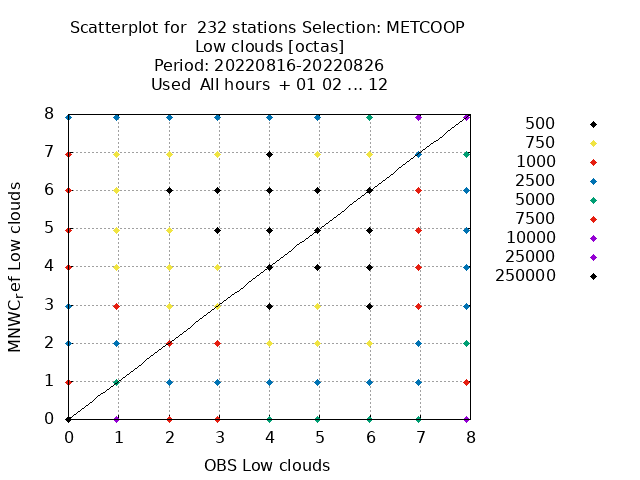 Scatterplot for  232 stations Selection: METCOOP
Low clouds [octas]
Period: 20220816-20220826
Used  All hours  + 01 02 ... 12
8
7
6
5
4
3
2
1
0
0 1 2 3 4 5 6 7 8
MNWC_ref Low clouds
OBS Low clouds
500
750
1000
2500
5000
7500
10000
25000
250000